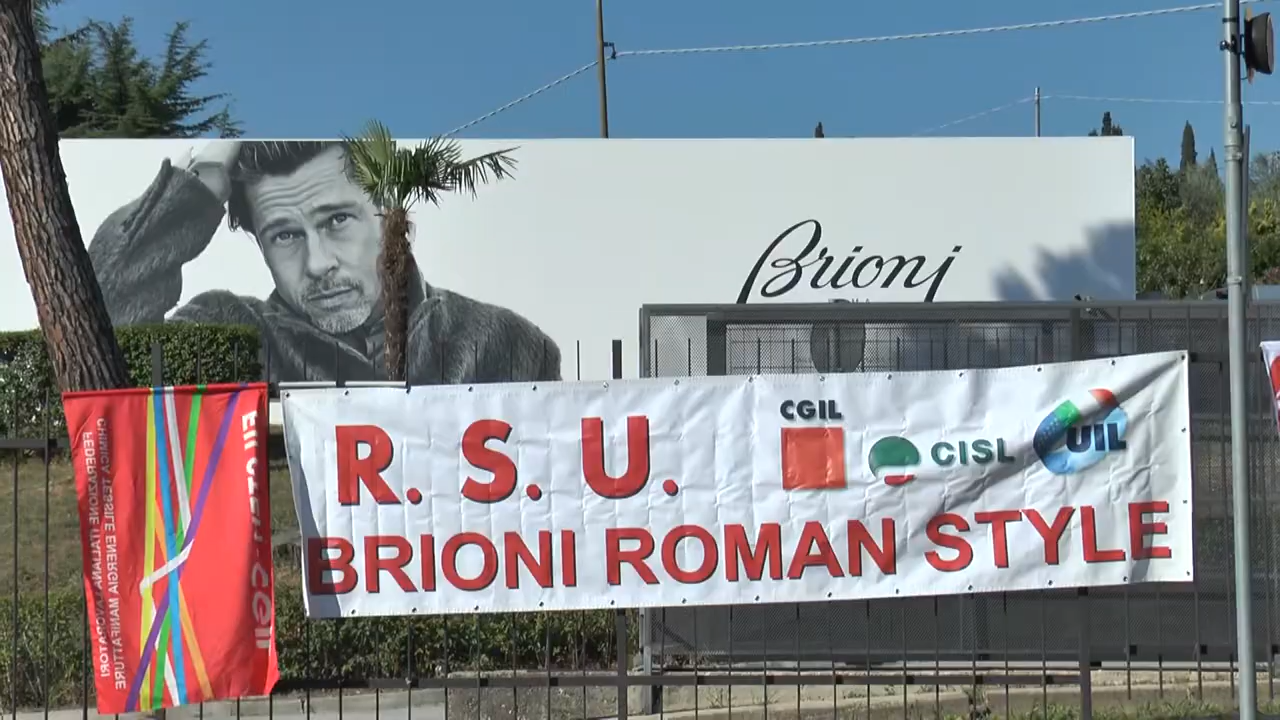 Brioni
R. S. U.
CGIL
CISL
UIL
BRIONI ROMAN STYLE
FILCTEM CGIL
FEDERAZIONE ITALIANA LAVORATORI
CHIMICA TESSILE ENERGIA MANIFATTURE